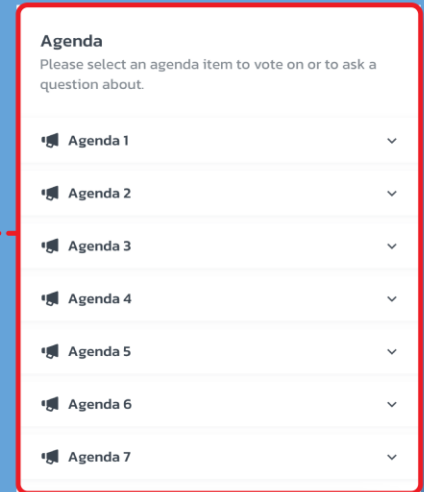 Agenda
Please select an agenda item to vote on or to ask a
question about.
Agenda 1
Agenda 2
Agenda 3
Agenda 4
Agenda 5
Agenda 6
Agenda 7